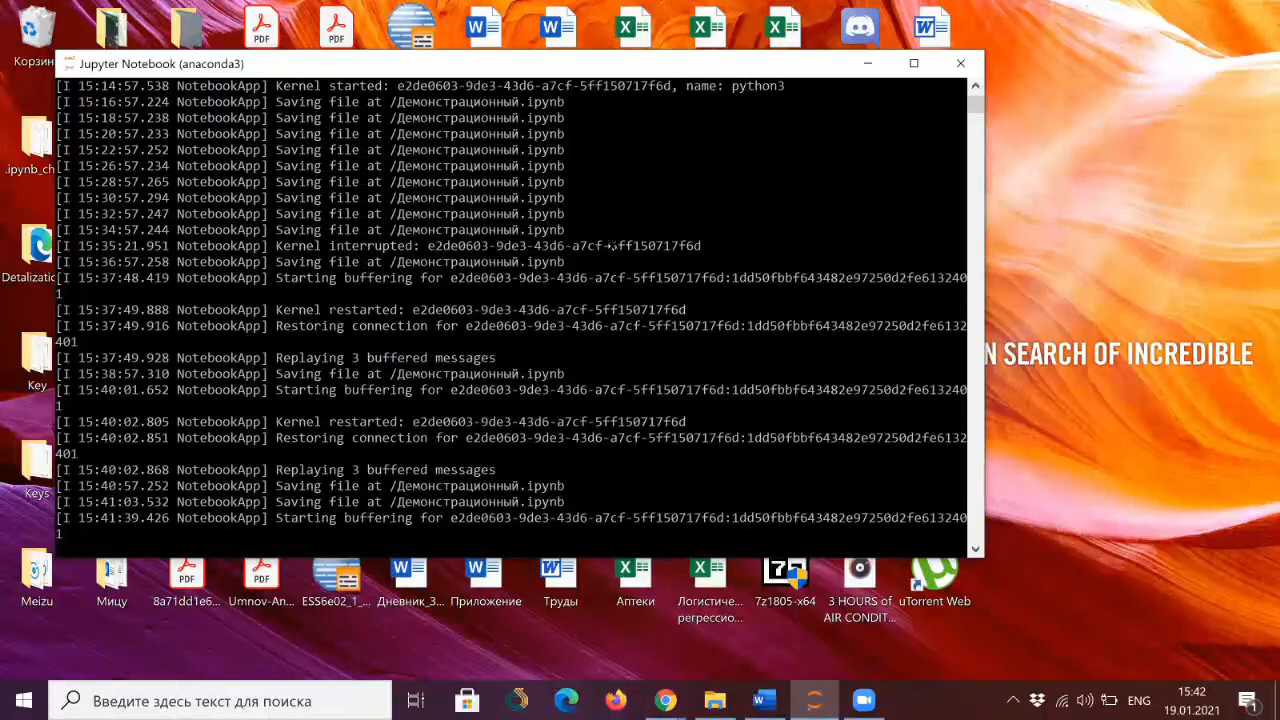 Корзин
PDF
PDF
Jupyter Notebook (anaconda3)
[I 15:14:57.538 NotebookApp] Kernel started: e2de0603-9de3-43d6-a7cf-5ff150717f6d, name: python3
[I 15:16:57.224 NotebookApp] Saving file at /Демонстрационный.ipynb
[I 15:18:57.238 NotebookApp] Saving file at /Демонстрационный.ipynb
[I 15:20:57.233 NotebookApp] Saving file at /Демонстрационный.ipynb
[I 15:22:57.252 NotebookApp] Saving file at /Демонстрационный.ipynb
[I 15:26:57.234 NotebookApp] Saving file at /Демонстрационный.ipynb
[I 15:28:57.265 NotebookApp] Saving file at /Демонстрационный.ipynb
[I 15:30:57.294 NotebookApp] Saving file at /Демонстрационный.ipynb
[I 15:32:57.247 NotebookApp] Saving file at /Демонстрационный.ipynb
[I 15:34:57.244 NotebookApp] Saving file at /Демонстрационный.ipynb
[I 15:35:21.951 NotebookApp] Kernel interrupted: e2de0603-9de3-43d6-a7cf-5ff150717f6d
[I 15:36:57.258 NotebookApp] Saving file at /Демонстрационный.ipynb
[I 15:37:48.419 NotebookApp] Starting buffering for e2de0603-9de3-43d6-a7cf-5ff150717f6d:1dd50fbbf643482e97250d2fe613240
1
[I 15:37:49.888 NotebookApp] Kernel restarted: e2de0603-9de3-43d6-a7cf-5ff150717f6d
[I 15:37:49.916 NotebookApp] Restoring connection for e2de0603-9de3-43d6-a7cf-5ff150717f6d:1dd50fbbf643482e97250d2fe6132
401
[I 15:37:49.928 NotebookApp] Replaying 3 buffered messages
[I 15:38:57.310 NotebookApp] Saving file at /Демонстрационный.ipynb
[I 15:40:01.652 NotebookApp] Starting buffering for e2de0603-9de3-43d6-a7cf-5ff150717f6d:1dd50fbbf643482e97250d2fe613240
1
[I 15:40:02.805 NotebookApp] Kernel restarted: e2de0603-9de3-43d6-a7cf-5ff150717f6d
[I 15:40:02.851 NotebookApp] Restoring connection for e2de0603-9de3-43d6-a7cf-5ff150717f6d:1dd50fbbf643482e97250d2fe6132
401
[I 15:40:02.868 NotebookApp] Replaying 3 buffered messages
[I 15:40:57.252 NotebookApp] Saving file at /Демонстрационный.ipynb
[I 15:41:03.532 NotebookApp] Saving file at /Демонстрационный.ipynb
[I 15:41:39.426 NotebookApp] Starting buffering for e2de0603-9de3-43d6-a7cf-5ff150717f6d:1dd50fbbf643482e97250d2fe613240
1
.ipynb_ch
Detalization
Key
Keys
N SEARCH OF INCREDIBLE
PDF
PDF
Meizu
Мицу
8a71dd1e6...
Umnov-An...
ESS6e02_1_...
Дневник_3...
Приложение
Труды
Аптеки
Логистиче...
регрессио...
7z1805-x64
3 HOURS of
AIR CONDIT...
uTorrent Web
Введите здесь текст для поиска
ENG
15:42
19.01.2021
1